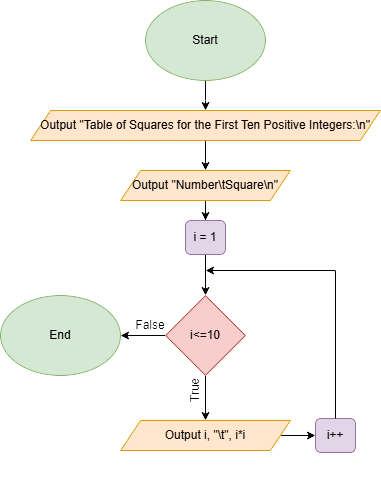 Start
Output "Table of Squares for the First Ten Positive Integers:\n"
Output "Number\tSquare\n"
i = 1
i<=10
False
End
True
Output i, "\t", i*i
i++